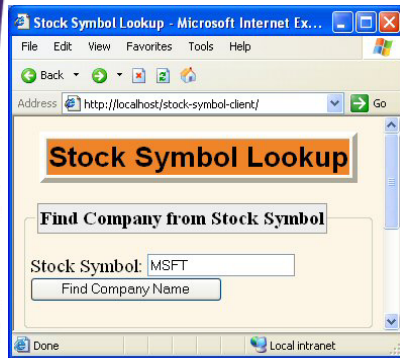 Stock Symbol Lookup - Microsoft Internet Ex...
File Edit View Favorites Tools Help
Back
Address http://localhost/stock-symbol-client/ Go
Stock Symbol Lookup
Find Company from Stock Symbol
Stock Symbol: MSFT
Find Company Name
Done Local intranet